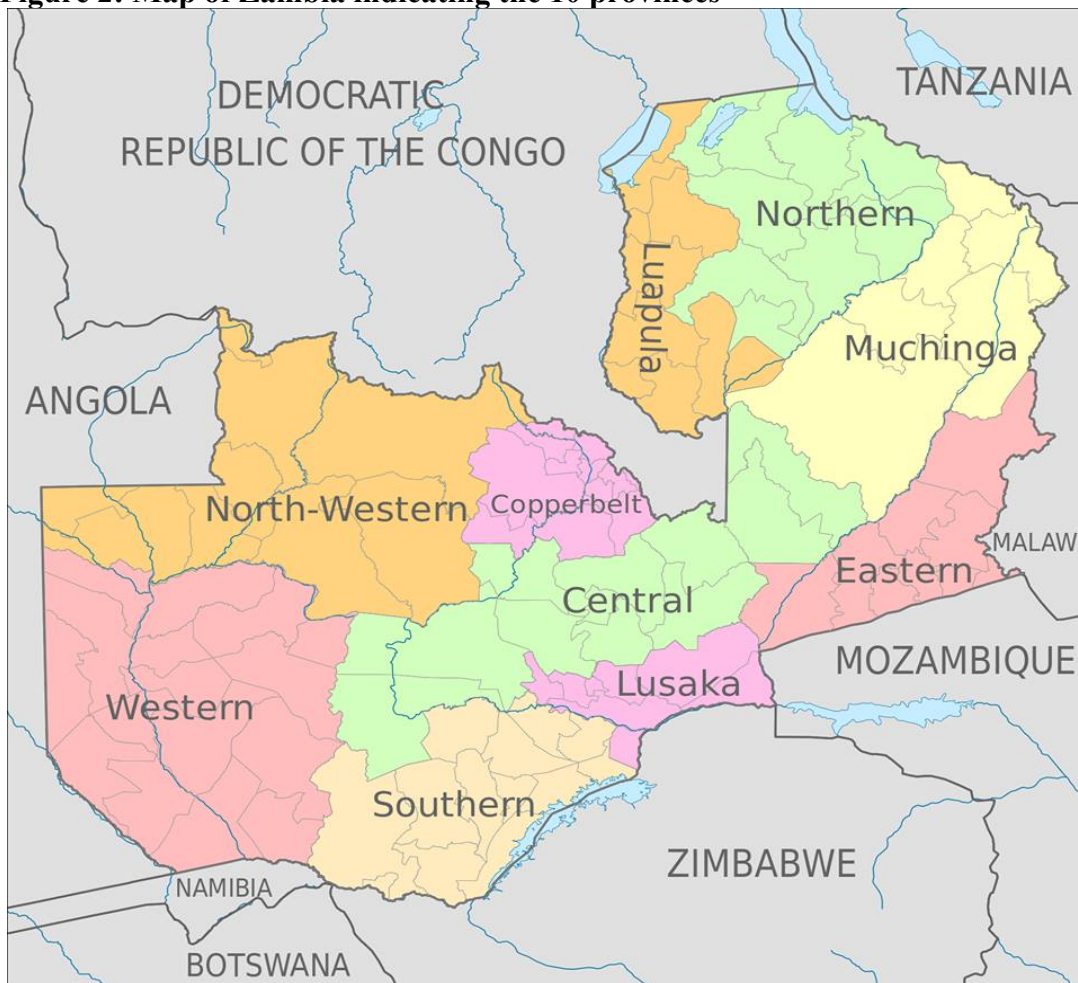 Figure 2: Map of Zambia indicating the 10 provinces
DEMOCRATIC
REPUBLIC OF THE CONGO
TANZANIA
Northern
Luapula
Muchinga
ANGOLA
North-Western
Copperbelt
MALAW
Eastern
Central
MOZAMBIQUE
Lusaka
Western
Southern
ZIMBABWE
NAMIBIA
BOTSWANA